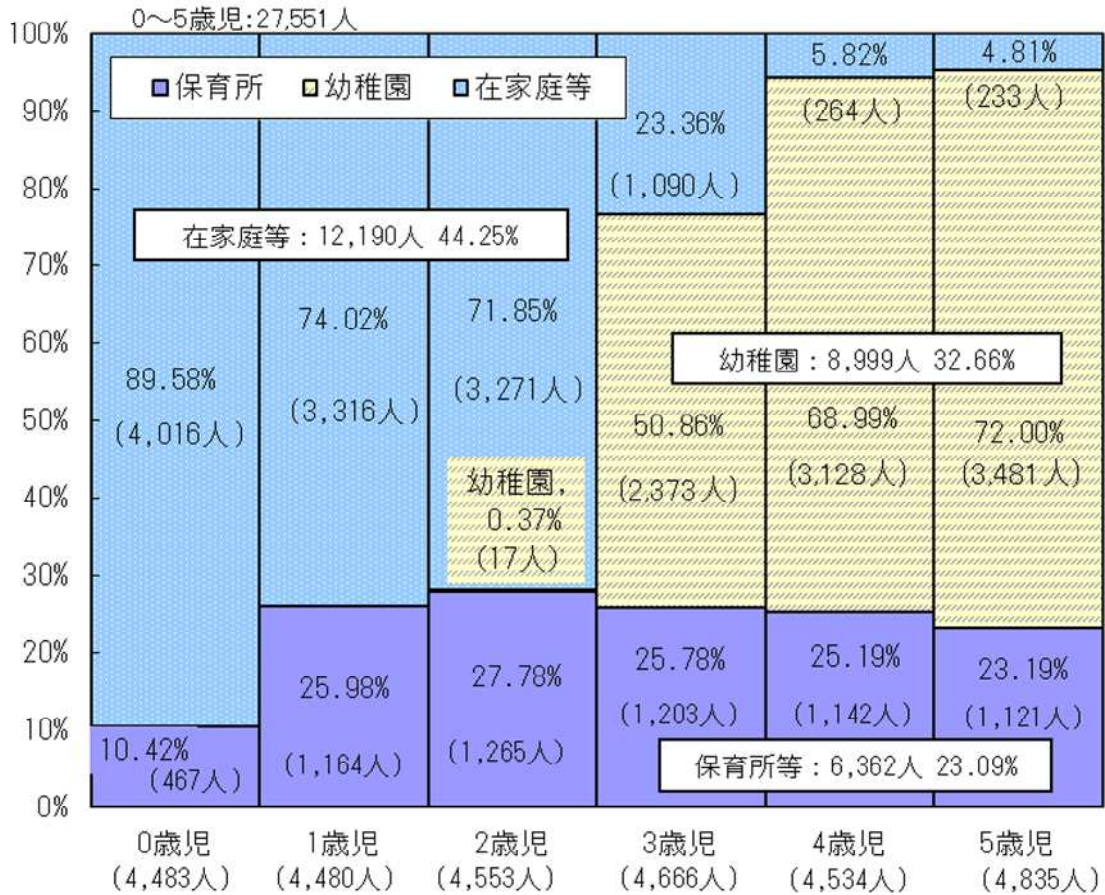 0～5歳児:27,551人
100%
90%
80%
70%
60%
50%
40%
30%
20%
10%
0%
保育所 幼稚園 在家庭等
在家庭等：12,190人 44.25%
幼稚園：8,999人 32.66%
保育所等：6,362人 23.09%
89.58%
(4,016人)
10.42%
(467人)
74.02%
(3,316人)
25.98%
(1,164人)
71.85%
(3,271人)
幼稚園,
0.37%
(17人)
27.78%
(1,265人)
23.36%
(1,090人)
50.86%
(2,373人)
25.78%
(1,203人)
5.82%
(264人)
68.99%
(3,128人)
25.19%
(1,142人)
4.81%
(233人)
72.00%
(3,481人)
23.19%
(1,121人)
0歳児 1歳児 2歳児 3歳児 4歳児 5歳児
(4,483人) (4,480人) (4,553人) (4,666人) (4,534人) (4,835人)